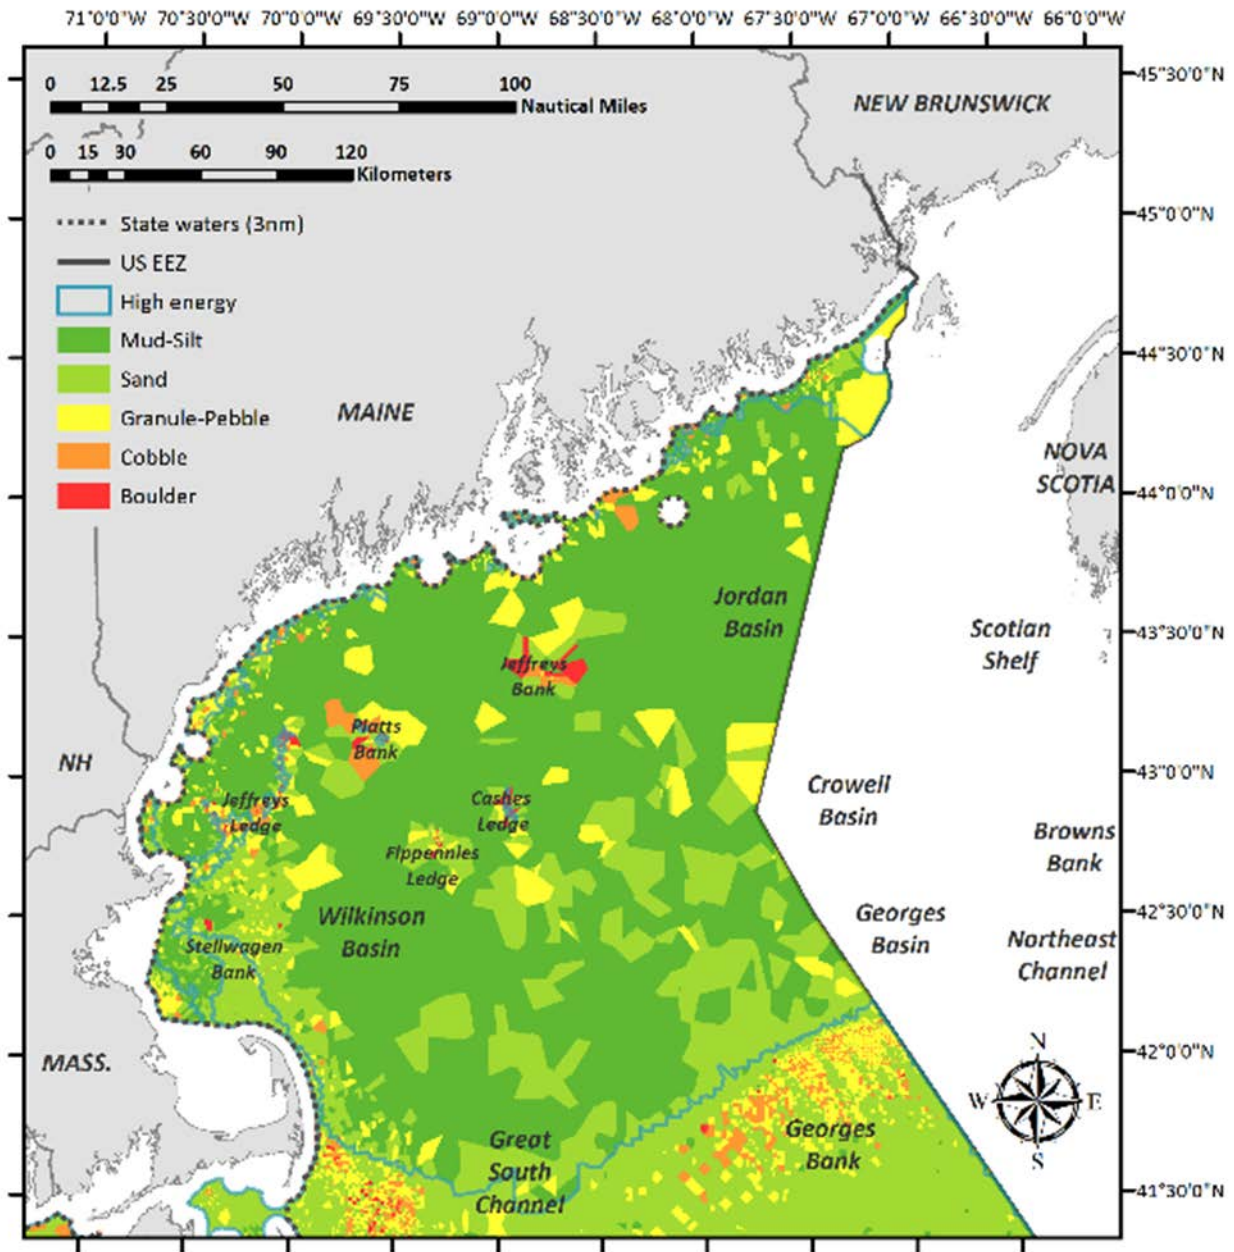 71°0'0"W 70°30'0"W 70°0'0"W 69°30'0"W 69°0'0"W 68°30'0"W 68°0'0"W 67°30'0"W 67°0'0"W 66°30'0"W 66°0'0"W
0 12.5 25 50 75 100
Nautical Miles
0 15 30 60 90 120
Kilometers
State waters (3nm)
US EEZ
High energy
Mud-Silt
Sand
Granule-Pebble
Cobble
Boulder
NEW BRUNSWICK
MAINE
NOVA
SCOTIA
Jordan
Basin
Scotian
Shelf
Jeffreys
Bank
Platts
Bank
NH
Jeffreys
Ledge
Cashes
Ledge
Fippennies
Ledge
Crowell
Basin
Browns
Bank
Wilkinson
Basin
Georges
Basin
Northeast
Channel
Stellwagen
Bank
MASS.
Great
South
Channel
Georges
Bank
N
W E
S
45°30'0"N
45°0'0"N
44°30'0"N
44°0'0"N
43°30'0"N
43°0'0"N
42°30'0"N
42°0'0"N
41°30'0"N